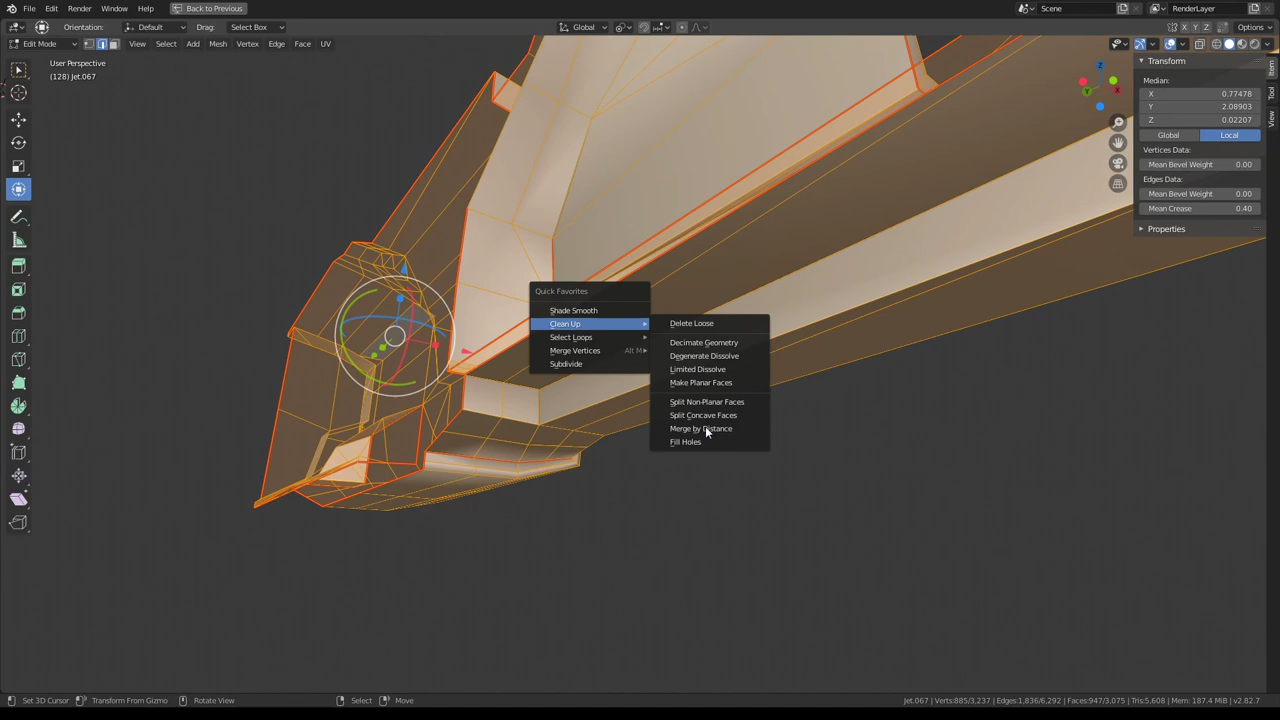 File Edit Render Window Help Back to Previous Scene RenderLayer
Orientation: Default Drag: Select Box Global X Y Z Options
Edit Mode View Select Add Mesh Vertex Edge Face UV
User Perspective
(128) Jet.067
Z
X
Y
Transform
Median:
X 0.77478
Y 2.08903
Z 0.02207
Global Local
Vertices Data:
Mean Bevel Weight 0.00
Edges Data:
Mean Bevel Weight 0.00
Mean Crease 0.40
Properties
Item
Tool
View
Quick Favorites
Shade Smooth
Clean Up
Select Loops
Merge Vertices Alt M
Subdivide
Delete Loose
Decimate Geometry
Degenerate Dissolve
Limited Dissolve
Make Planar Faces
Split Non-Planar Faces
Split Concave Faces
Merge by Distance
Fill Holes
Set 3D Cursor Transform From Gizmo Rotate View Select Move Jet.067 | Verts:885/3,237 | Edges:1,836/6,292 | Faces:947/3,075 | Tris:5,608 | Mem: 187.4 MiB | v2.82.7